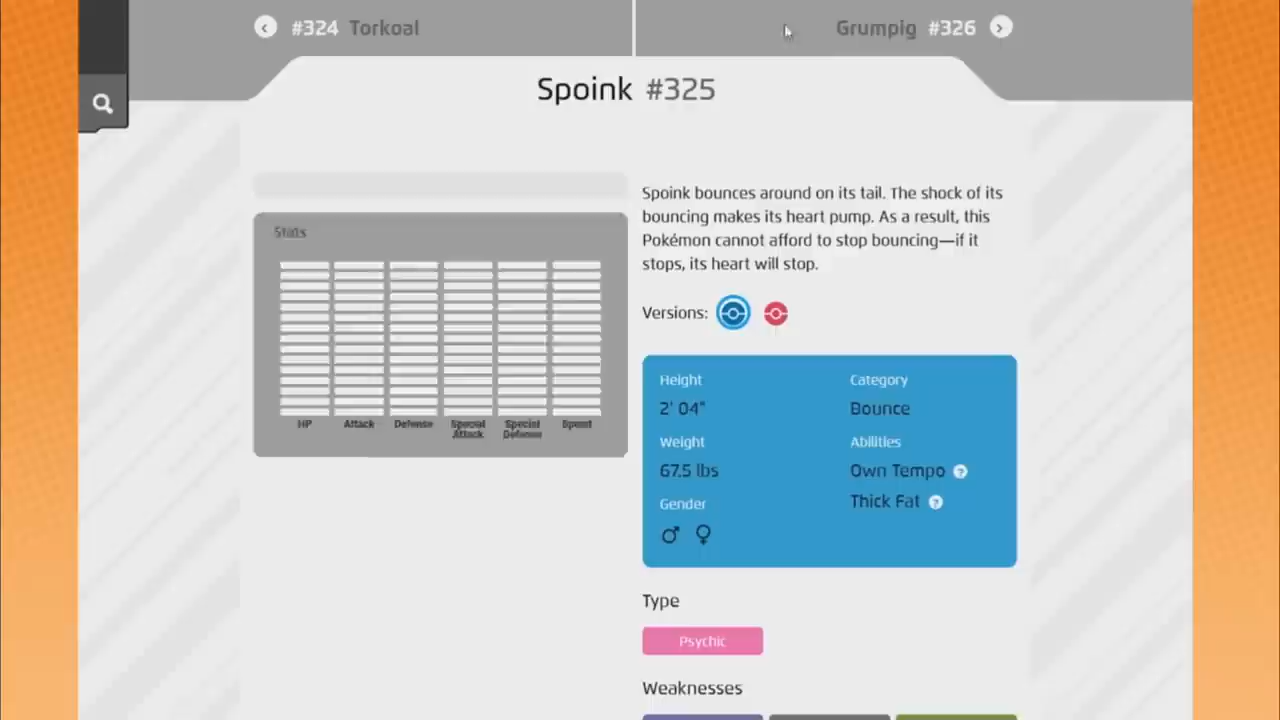 #324 Torkoal
Grumpig #326
Spoink #325
Stats
HP
Attack
Defense
Special Attack
Special Defense
Speed
Spoink bounces around on its tail. The shock of its
bouncing makes its heart pump. As a result, this
Pokémon cannot afford to stop bouncing—if it
stops, its heart will stop.
Versions:
Height
2' 04"
Weight
67.5 lbs
Gender
Category
Bounce
Abilities
Own Tempo ?
Thick Fat ?
Type
Psychic
Weaknesses